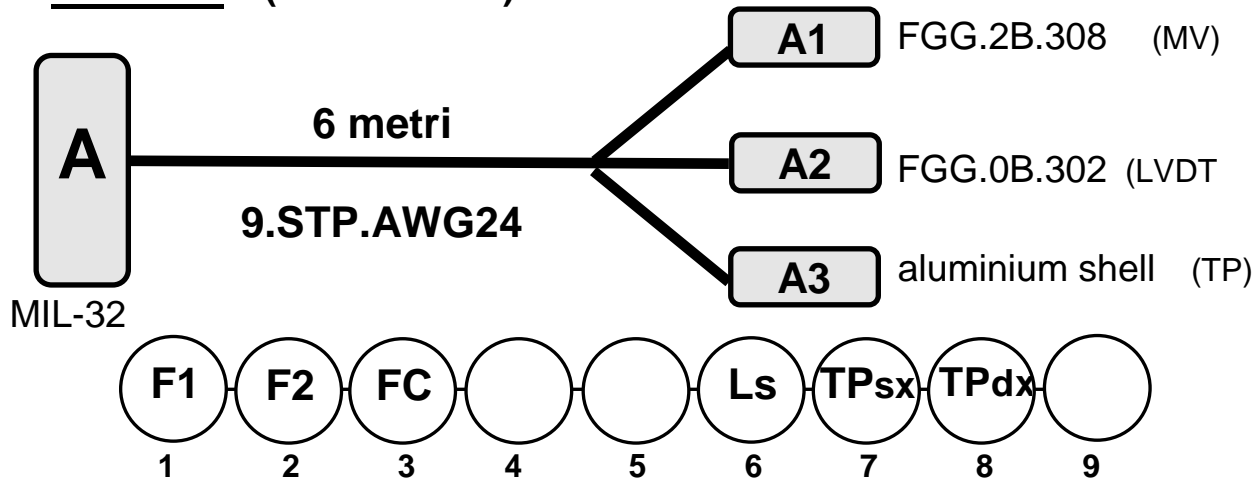 A1 FGG.2B.308 (MV)
A
6 metri
A2 FGG.0B.302 (LVDT
9.STP.AWG24
A3 aluminium shell (TP)
MIL-32
F1 F2 FC Ls TPsx TPdx
1 2 3 4 5 6 7 8 9